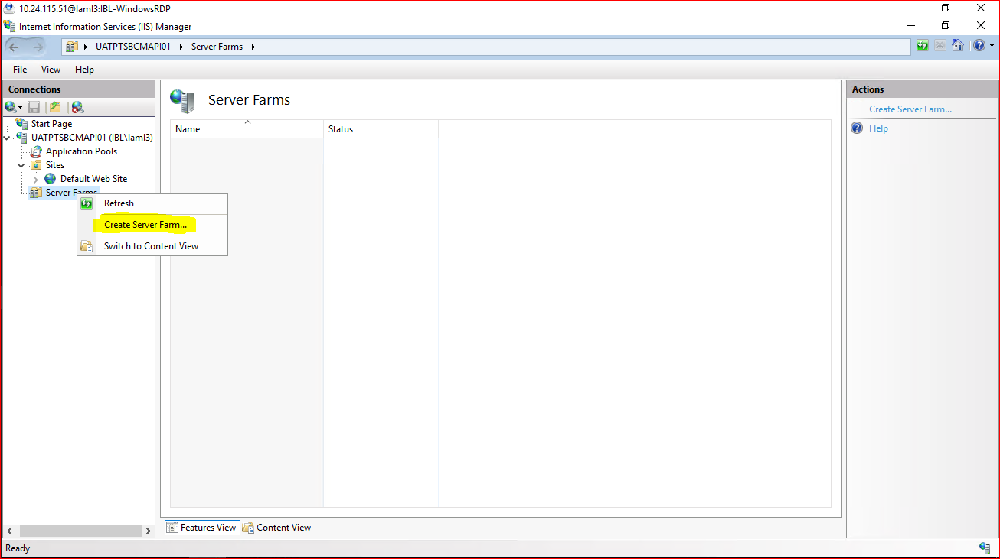 10.24.115.51@laml3:IBL-WindowsRDP
Internet Information Services (IIS) Manager
UATPTSBCMAPI01 Server Farms
File View Help
Connections
Start Page
UATPTSBCMAPI01 (IBL\laml3)
Application Pools
Sites
Default Web Site
Server Farms
Refresh
Create Server Farm...
Switch to Content View
Server Farms
Name Status
Features View Content View
Actions
Create Server Farm...
Help
Ready